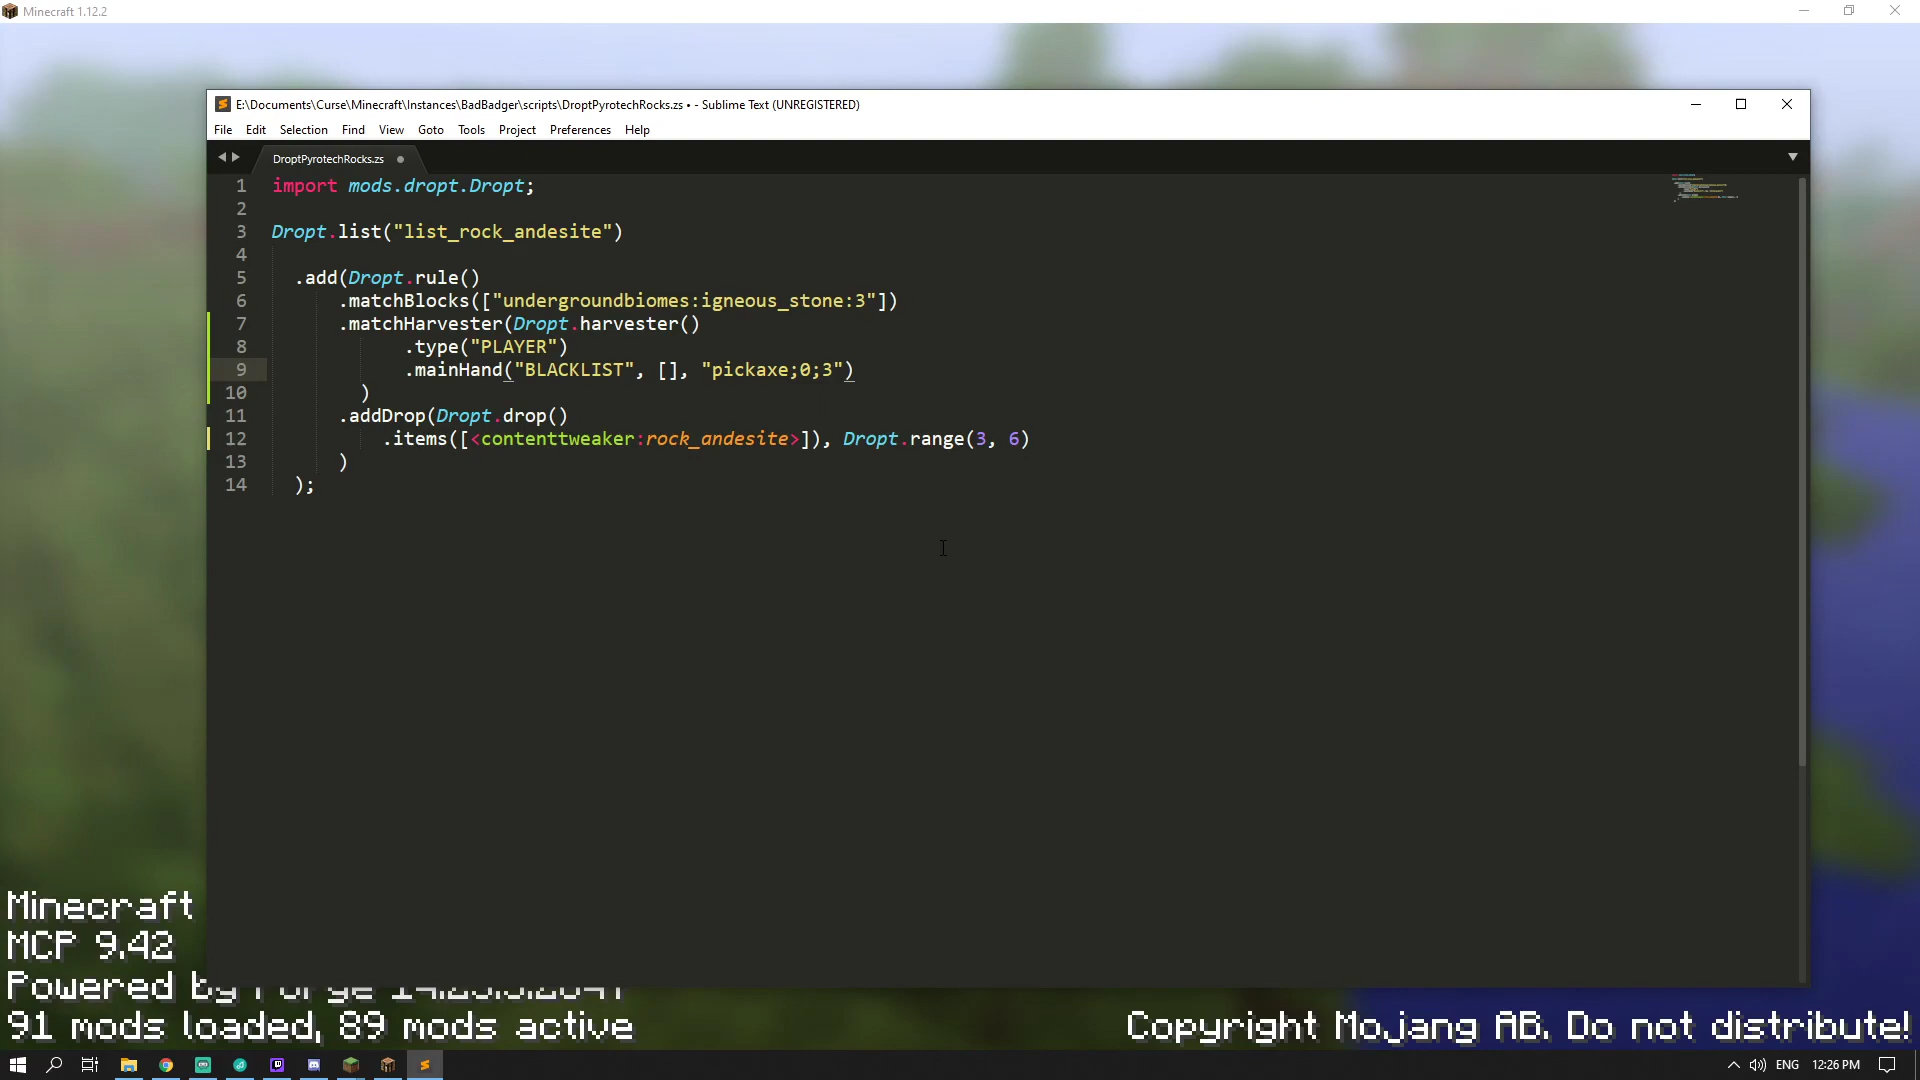 Minecraft 1.12.2
E:\Documents\Curse\Minecraft\Instances\BadBadger\scripts\DroptPyrotechRocks.zs • - Sublime Text (UNREGISTERED)
File Edit Selection Find View Goto Tools Project Preferences Help
DroptPyrotechRocks.zs
1 import mods.dropt.Dropt;
2
3 Dropt.list("list_rock_andesite")
4
5 .add(Dropt.rule()
6 .matchBlocks(["undergroundbiomes:igneous_stone:3"])
7 .matchHarvester(Dropt.harvester()
8 .type("PLAYER")
9 .mainHand("BLACKLIST", [], "pickaxe;0;3")
10 )
11 .addDrop(Dropt.drop()
12 .items([<contenttweaker:rock_andesite>]), Dropt.range(3, 6)
13 )
14 );
Minecraft
MCP 9.42
Powered by Forge
91 mods loaded, 89 mods active
Copyright Mojang AB. Do not distribute!
ENG 12:26 PM